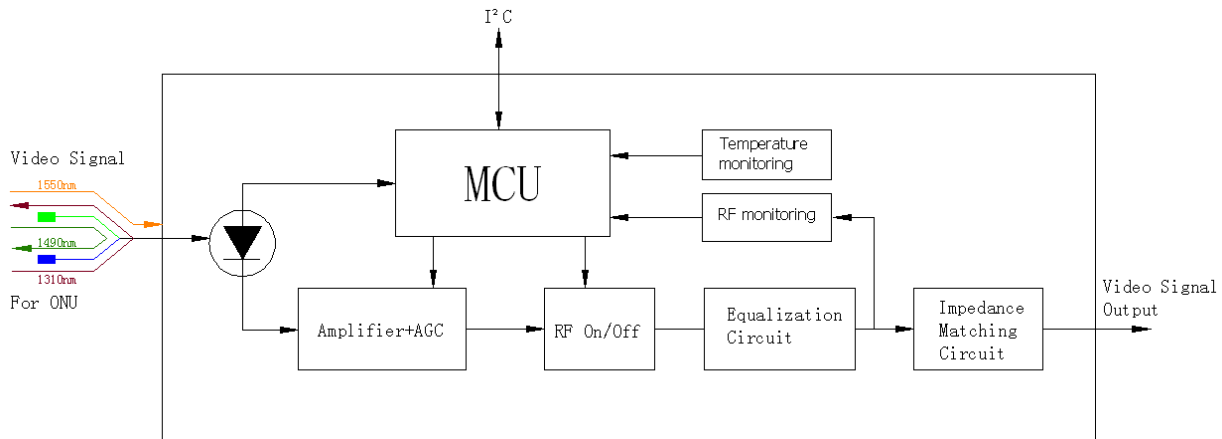 I²C
Temperature
monitoring
MCU
Video Signal
1550nm
RF monitoring
1490nm
1310nm
For ONU
Video Signal
Output
Amplifier+AGC
RF On/Off
Equalization
Circuit
Impedance
Matching
Circuit